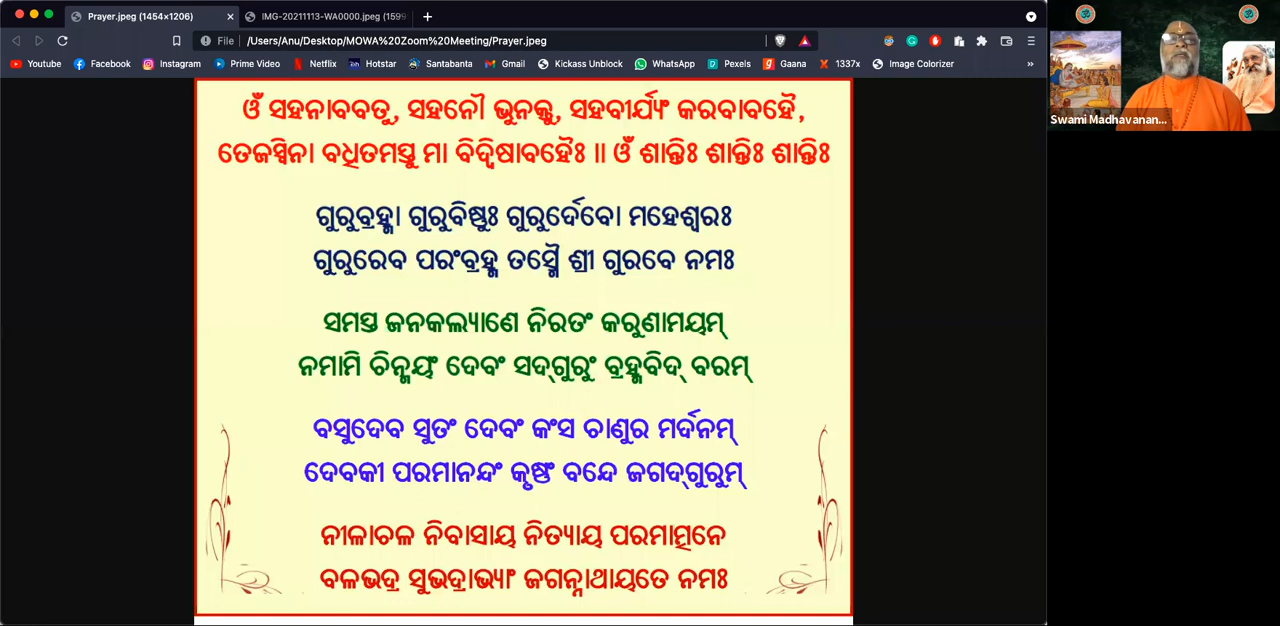 Prayer.jpeg (1454×1206)
IMG-20211113-WA0000.jpeg (1599
File /Users/Anu/Desktop/MOWA%20Zoom%20Meeting/Prayer.jpeg
Youtube Facebook Instagram Prime Video Netflix Hotstar Santabanta Gmail Kickass Unblock WhatsApp Pexels Gaana 1337x Image Colorizer »
ଓଁ ସହନାବବତୁ, ସହନୌ ଭୁନକ୍ତୁ, ସହବୀର୍ଯ୍ୟଂ କରବାବହୈ,
ତେଜସ୍ୱିନା ବଧିତମସ୍ତୁ ମା ବିଦ୍ୱିଷାବହୈଃ ॥ ଓଁ ଶାନ୍ତିଃ ଶାନ୍ତିଃ ଶାନ୍ତିଃ
ଗୁରୁବ୍ରହ୍ମା ଗୁରୁବିଷ୍ଣୁଃ ଗୁରୁର୍ଦେବୋ ମହେଶ୍ୱରଃ
ଗୁରୁରେବ ପରଂବ୍ରହ୍ମ ତସ୍ମୈ ଶ୍ରୀ ଗୁରବେ ନମଃ
ସମସ୍ତ ଜନକଲ୍ୟାଣେ ନିରତଂ କରୁଣାମୟମ୍
ନମାମି ଚିନ୍ମୟଂ ଦେବଂ ସଦ୍‌ଗୁରୁଂ ବ୍ରହ୍ମବିଦ୍ ବରମ୍
ବସୁଦେବ ସୁତଂ ଦେବଂ କଂସ ଚାଣୁର ମର୍ଦନମ୍
ଦେବକୀ ପରମାନନ୍ଦଂ କୃଷ୍ଣଂ ବନ୍ଦେ ଜଗଦ୍‌ଗୁରୁମ୍
ନୀଳାଚଳ ନିବାସାୟ ନିତ୍ୟାୟ ପରମାତ୍ମନେ
ବଳଭଦ୍ର ସୁଭଦ୍ରାଭ୍ୟାଂ ଜଗନ୍ନାଥାୟତେ ନମଃ
Swami Madhavanan...